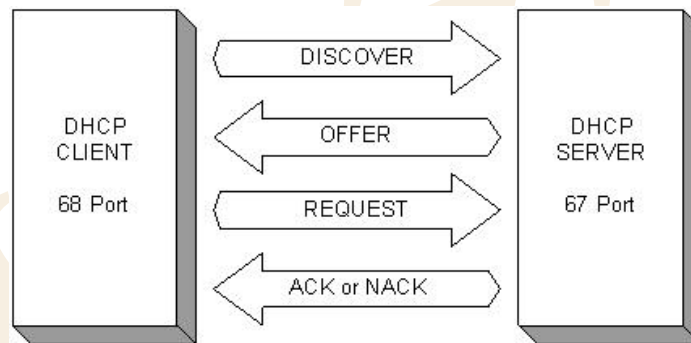 DHCP
CLIENT
68 Port
DISCOVER
OFFER
REQUEST
ACK or NACK
DHCP
SERVER
67 Port